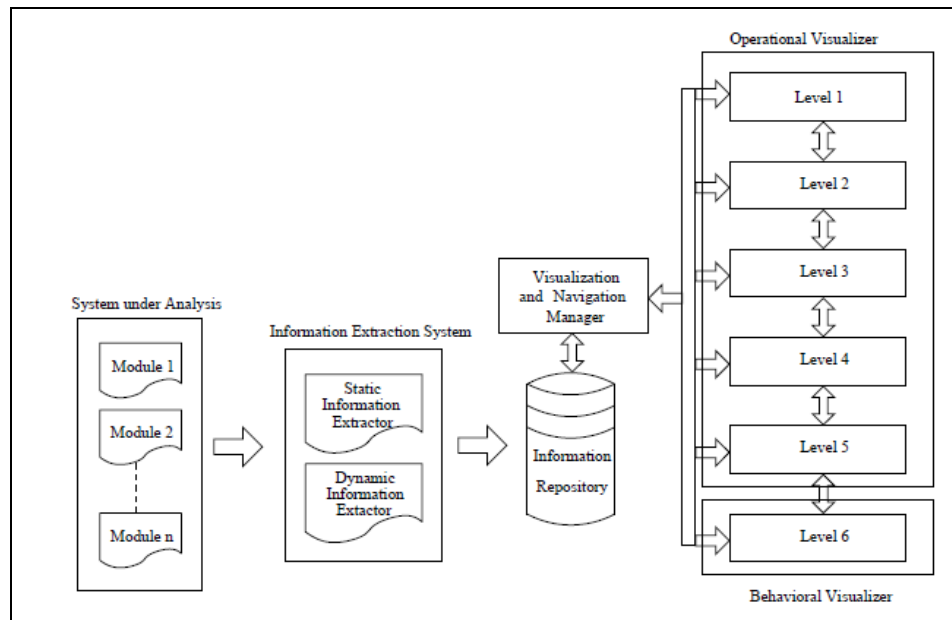 System under Analysis
Module 1
Module 2
Module n
Information Extraction System
Static
Information
Extractor
Dynamic
Information
Extactor
Visualization
and Navigation
Manager
Information
Repository
Operational Visualizer
Level 1
Level 2
Level 3
Level 4
Level 5
Level 6
Behavioral Visualizer